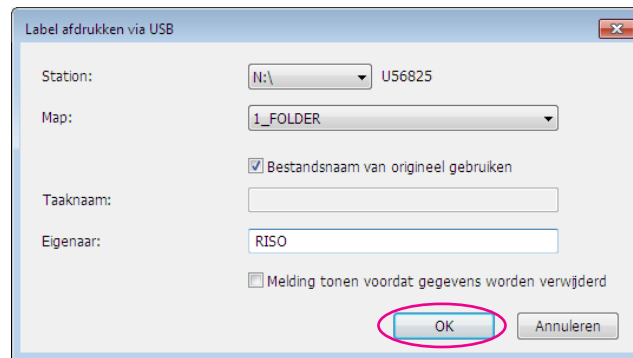 Label afdrukken via USB
Station: N:\ U56825
Map: 1_FOLDER
Bestandsnaam van origineel gebruiken
Taaknaam:
Eigenaar: RISO
Melding tonen voordat gegevens worden verwijderd
OK Annuleren